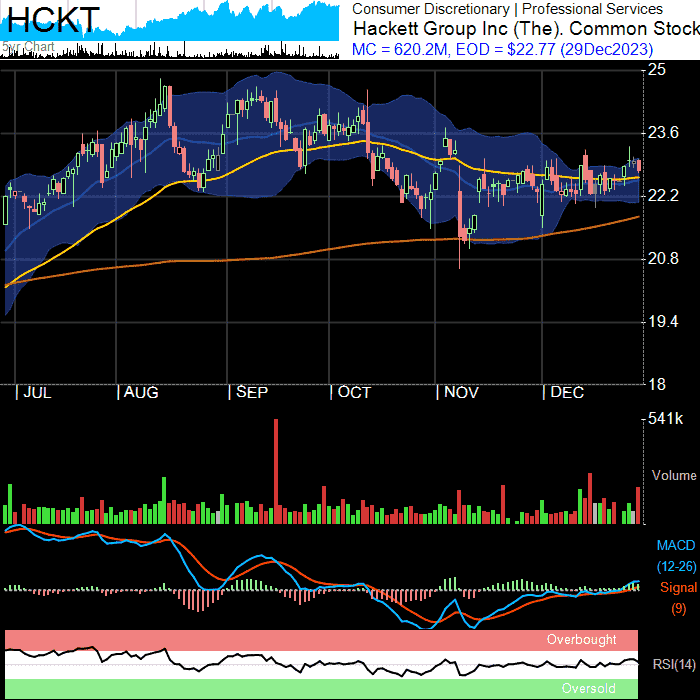 HCKT
5yr Chart
Consumer Discretionary | Professional Services
Hackett Group Inc (The). Common Stock
MC = 620.2M, EOD = $22.77 (29Dec2023)
25
23.6
22.2
20.8
19.4
18
JUL
AUG
SEP
OCT
NOV
DEC
541k
Volume
MACD
(12-26)
Signal
(9)
Overbought
RSI(14)
Oversold